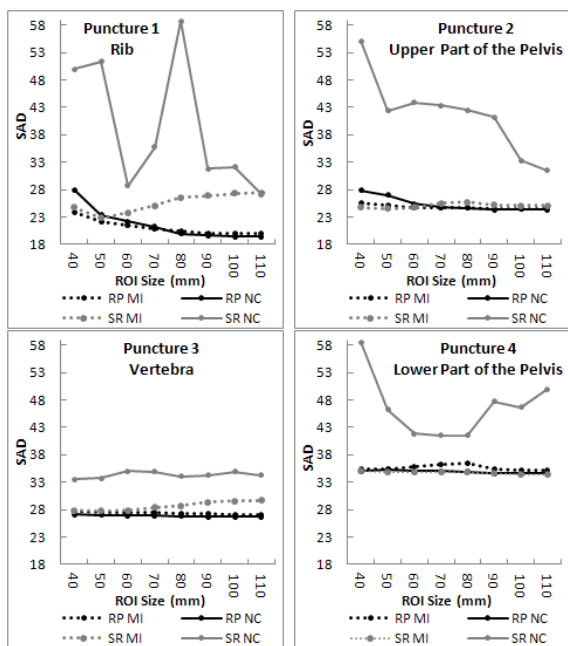 Puncture 1
Rib
SAD
58
53
48
43
38
33
28
23
18
40
50
60
70
80
90
100
110
ROI Size (mm)
RP MI
RP NC
SR MI
SR NC
Puncture 2
Upper Part of the Pelvis
SAD
58
53
48
43
38
33
28
23
18
40
50
60
70
80
90
100
110
ROI Size (mm)
RP MI
RP NC
SR MI
SR NC
Puncture 3
Vertebra
SAD
58
53
48
43
38
33
28
23
18
40
50
60
70
80
90
100
110
ROI Size (mm)
RP MI
RP NC
SR MI
SR NC
Puncture 4
Lower Part of the Pelvis
SAD
58
53
48
43
38
33
28
23
18
40
50
60
70
80
90
100
110
ROI Size (mm)
RP MI
RP NC
SR MI
SR NC